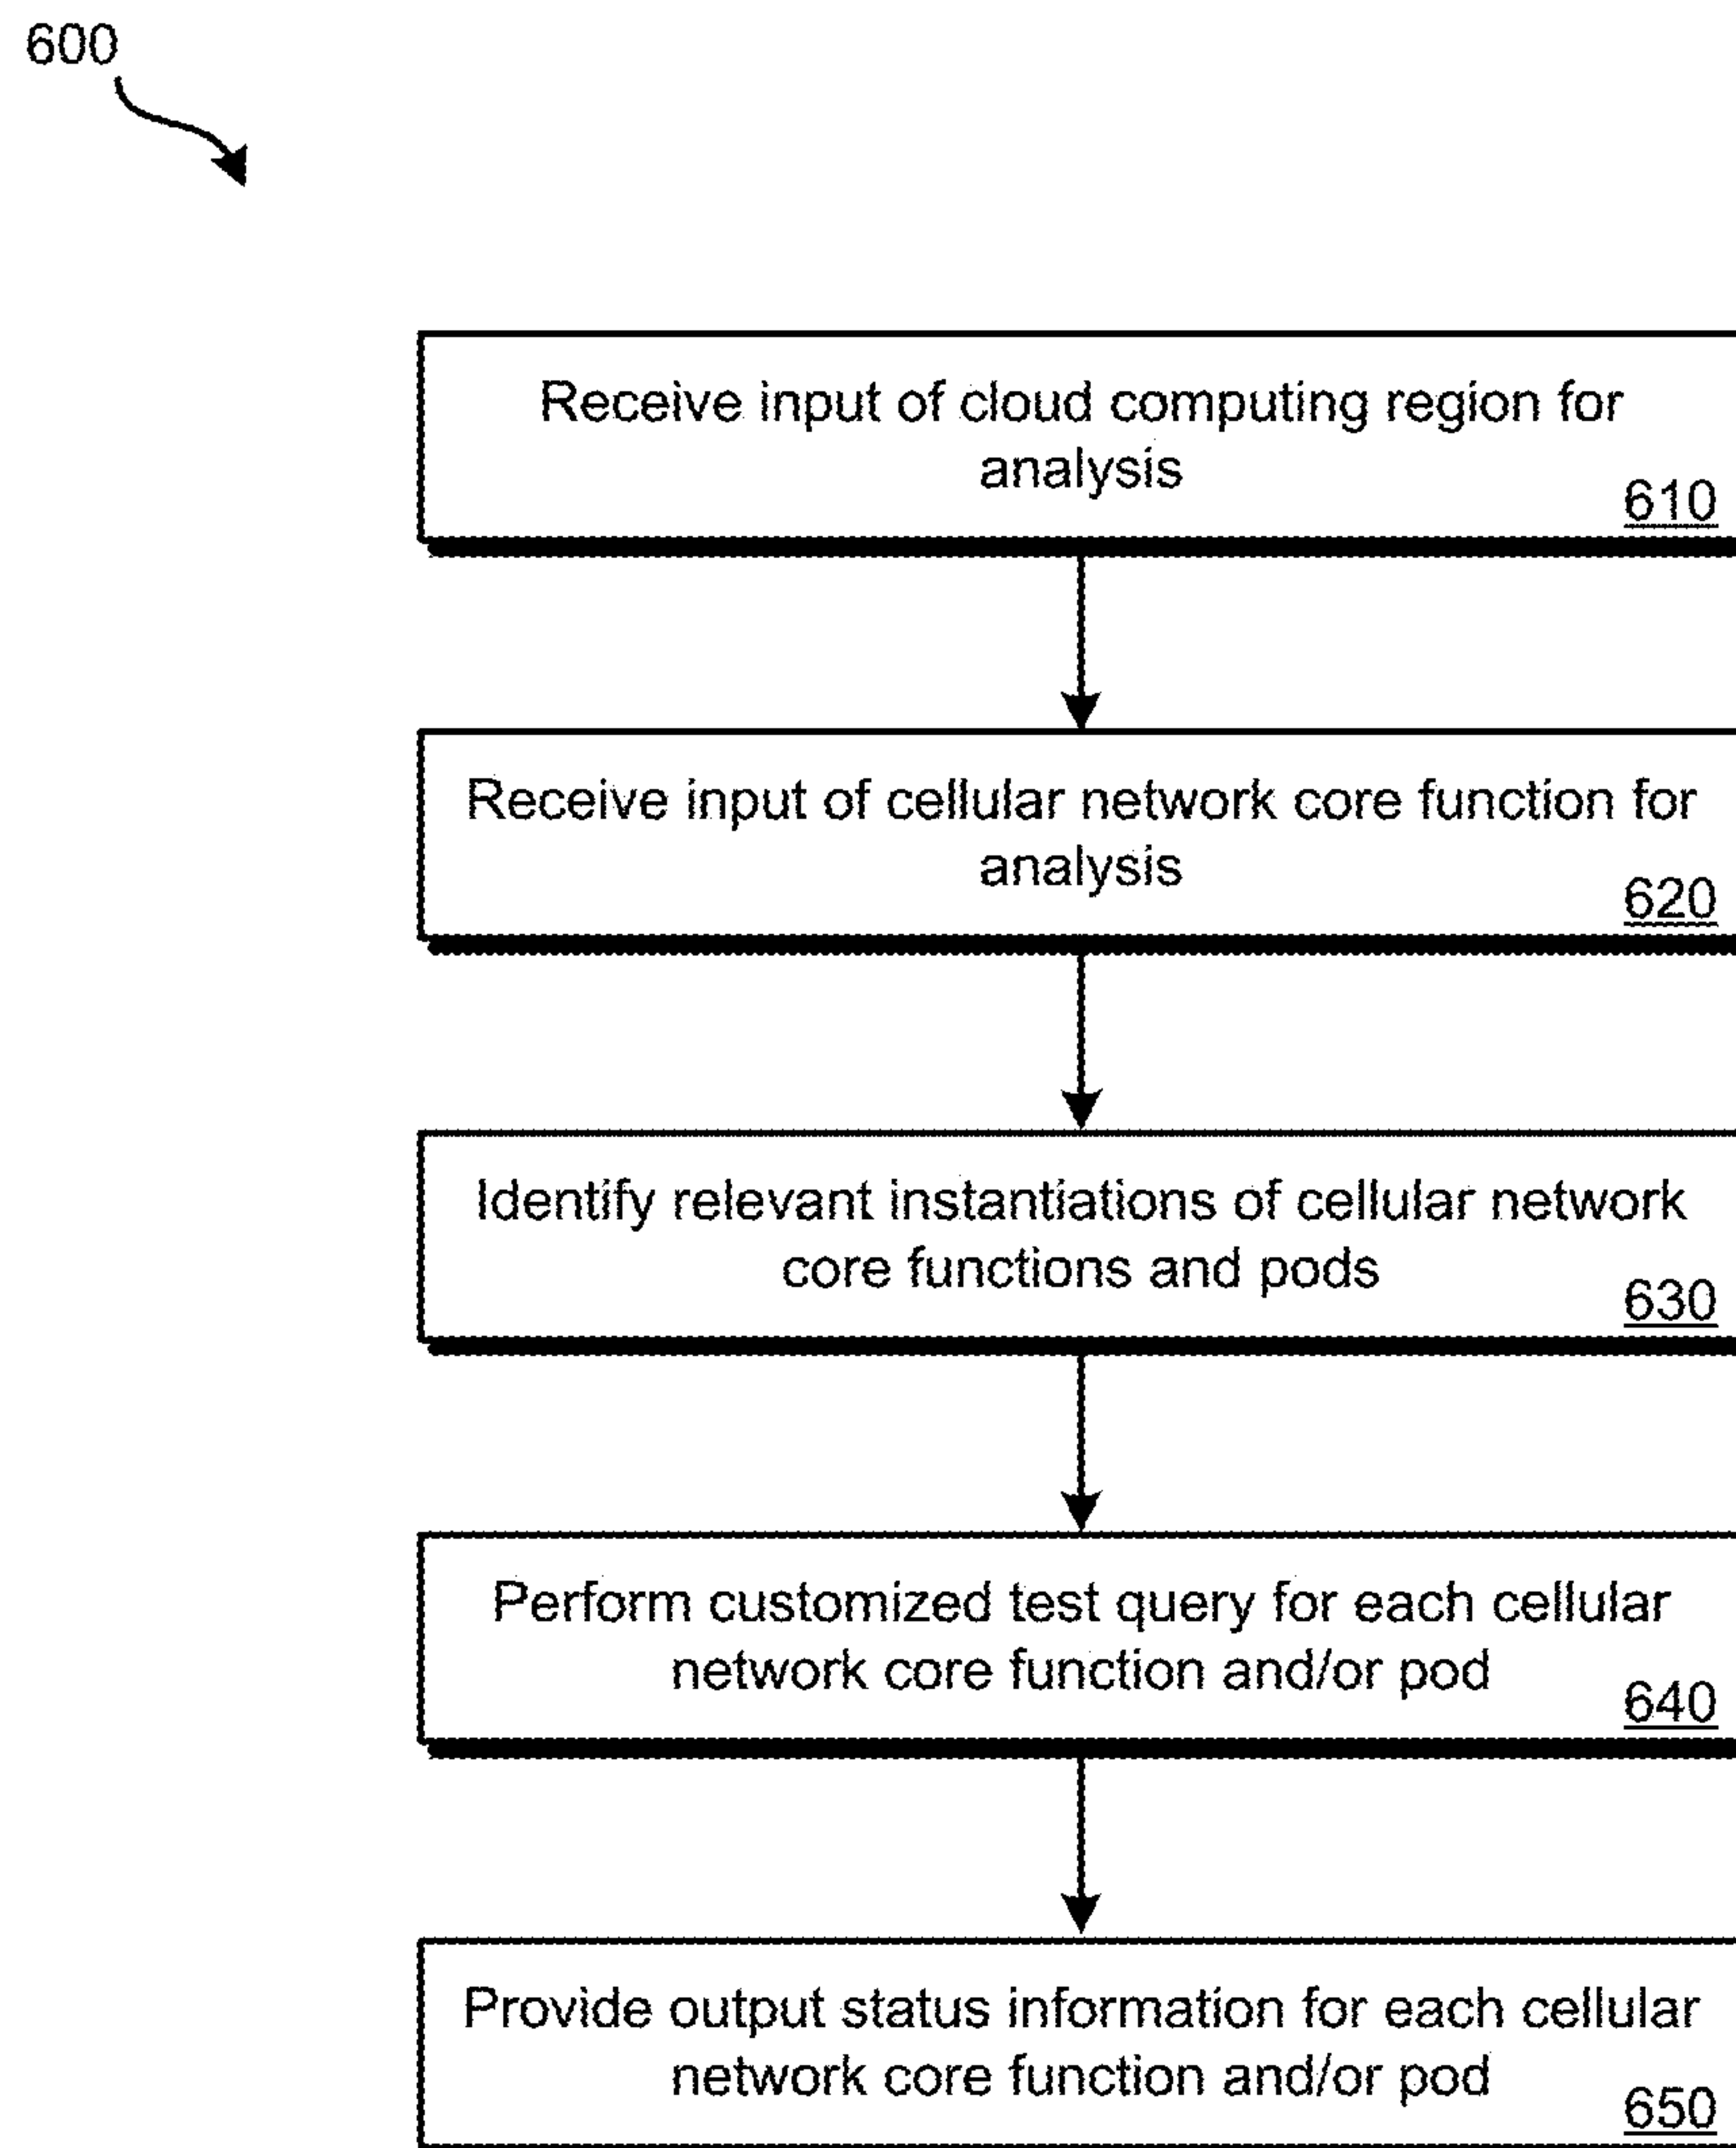 600
Receive input of cloud computing region for
analysis
610
Receive input of cellular network core function for
analysis
620
Identify relevant instantiations of cellular network
core functions and pods
630
Perform customized test query for each cellular
network core function and/or pod
640
Provide output status information for each cellular
network core function and/or pod
650